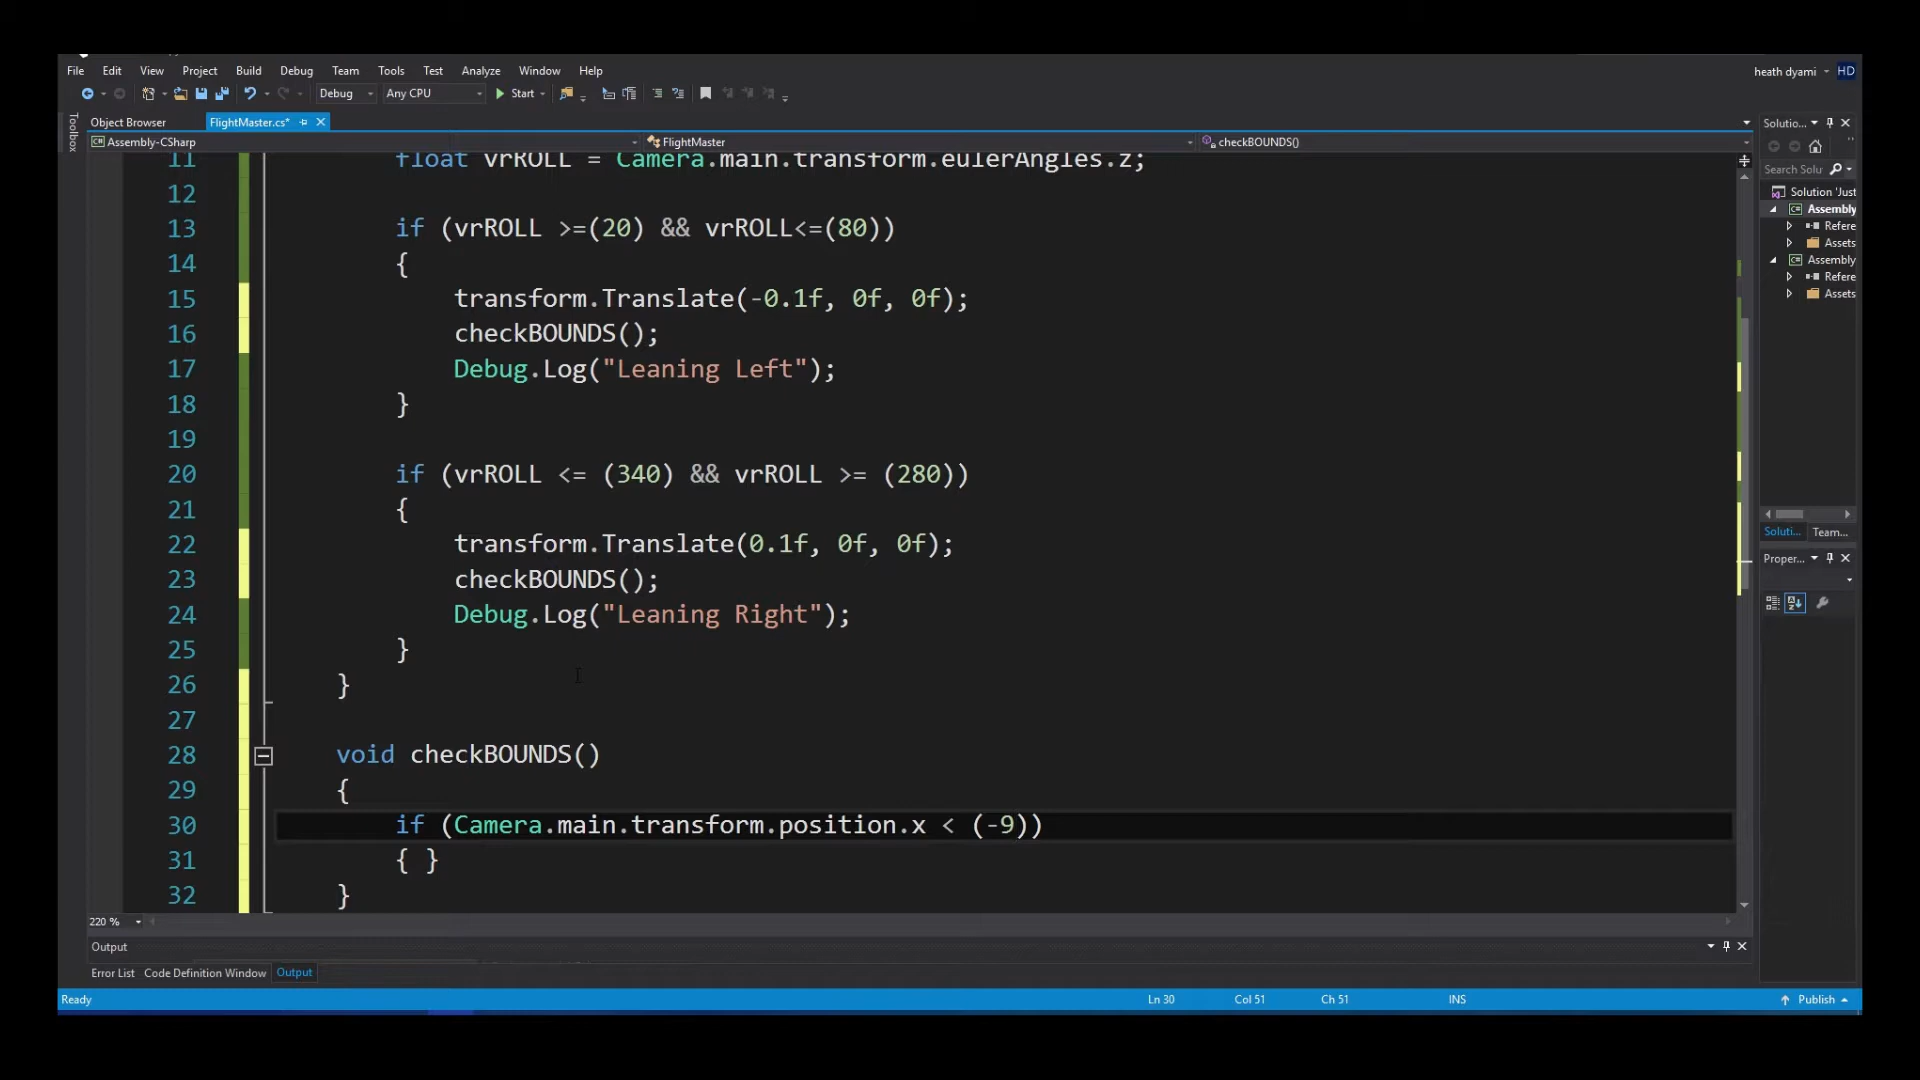 File Edit View Project Build Debug Team Tools Test Analyze Window Help
heath dyami HD
Debug Any CPU Start
Toolbox
Object Browser FlightMaster.cs*
Assembly-CSharp FlightMaster checkBOUNDS()
11 float vrROLL = Camera.main.transform.eulerAngles.z;
12
13 if (vrROLL >=(20) && vrROLL<=(80))
14 {
15 transform.Translate(-0.1f, 0f, 0f);
16 checkBOUNDS();
17 Debug.Log("Leaning Left");
18 }
19
20 if (vrROLL <= (340) && vrROLL >= (280))
21 {
22 transform.Translate(0.1f, 0f, 0f);
23 checkBOUNDS();
24 Debug.Log("Leaning Right");
25 }
26 }
27
28 void checkBOUNDS()
29 {
30 if (Camera.main.transform.position.x < (-9))
31 { }
32 }
220 %
Output
Error List Code Definition Window Output
Ready Ln 30 Col 51 Ch 51 INS Publish
Solutio...
Search Solu
Solution 'Just
Assembly
Refere
Assets
Assembly
Refere
Assets
Soluti... Team...
Proper...